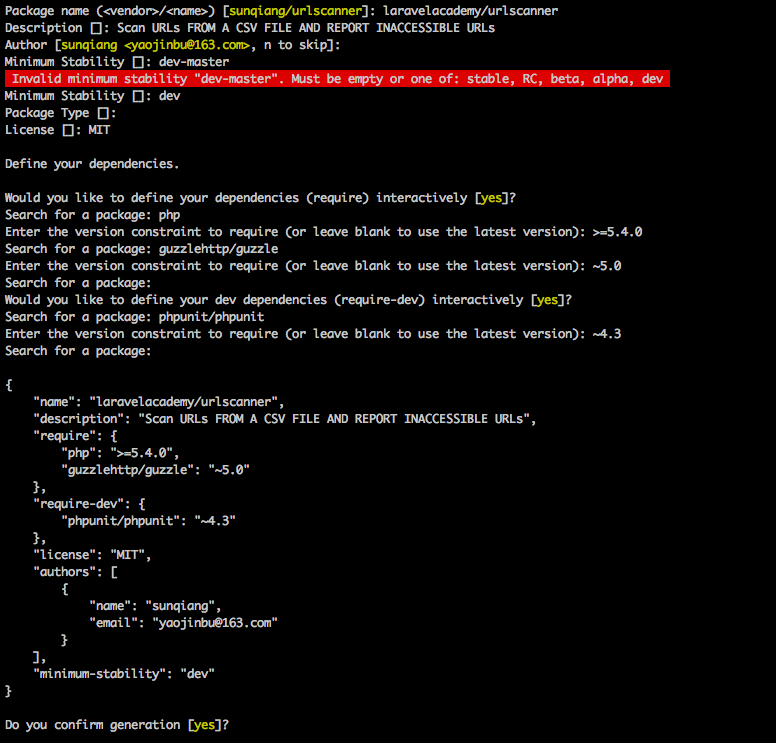 Package name (<vendor>/<name>) [sunqiang/urlscanner]: laravelacademy/urlscanner
Description []: Scan URLs FROM A CSV FILE AND REPORT INACCESSIBLE URLs
Author [sunqiang <yaojinbu@163.com>, n to skip]:
Minimum Stability []: dev-master
Invalid minimum stability "dev-master". Must be empty or one of: stable, RC, beta, alpha, dev
Minimum Stability []: dev
Package Type []:
License []: MIT

Define your dependencies.

Would you like to define your dependencies (require) interactively [yes]?
Search for a package: php
Enter the version constraint to require (or leave blank to use the latest version): >=5.4.0
Search for a package: guzzlehttp/guzzle
Enter the version constraint to require (or leave blank to use the latest version): ~5.0
Search for a package:
Would you like to define your dev dependencies (require-dev) interactively [yes]?
Search for a package: phpunit/phpunit
Enter the version constraint to require (or leave blank to use the latest version): ~4.3
Search for a package:

{
    "name": "laravelacademy/urlscanner",
    "description": "Scan URLs FROM A CSV FILE AND REPORT INACCESSIBLE URLs",
    "require": {
        "php": ">=5.4.0",
        "guzzlehttp/guzzle": "~5.0"
    },
    "require-dev": {
        "phpunit/phpunit": "~4.3"
    },
    "license": "MIT",
    "authors": [
        {
            "name": "sunqiang",
            "email": "yaojinbu@163.com"
        }
    ],
    "minimum-stability": "dev"
}

Do you confirm generation [yes]?